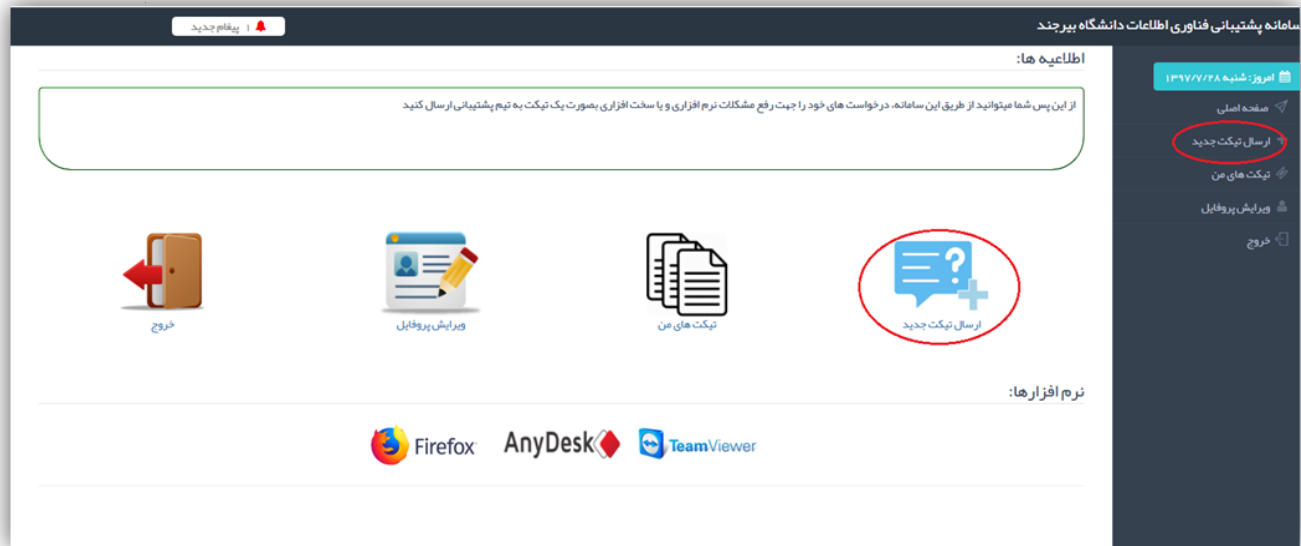 سامانه پشتیبانی فناوری اطلاعات دانشگاه بیرجند
۱ پیغام جدید
امروز: شنبه ۱۳۹۷/۷/۲۸
صفحه اصلی
ارسال تیکت جدید
تیکت های من
ویرایش پروفایل
خروج
اطلاعیه ها:
از این پس شما میتوانید از طریق این سامانه، درخواست های خود را جهت رفع مشکلات نرم افزاری و یا سخت افزاری بصورت یک تیکت به تیم پشتیبانی ارسال کنید
ارسال تیکت جدید
تیکت های من
ویرایش پروفایل
خروج
نرم افزارها:
TeamViewer
AnyDesk
Firefox